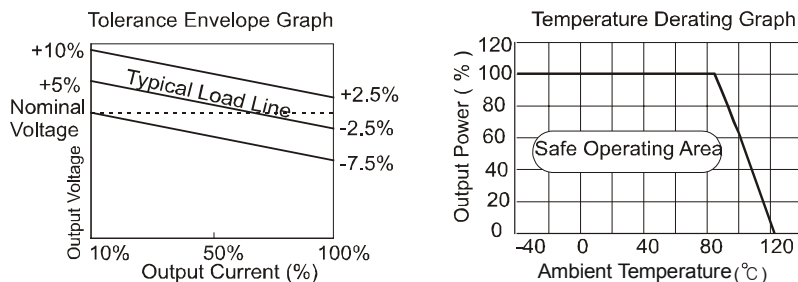 Tolerance Envelope Graph
+10%
+5%
Nominal
Voltage
Output Voltage
Typical Load Line
+2.5%
-2.5%
-7.5%
10%
50%
100%
Output Current (%)
Temperature Derating Graph
Output Power ( % )
120
100
80
60
40
20
0
Safe Operating Area
-40
0
40
80
120
Ambient Temperature(℃)